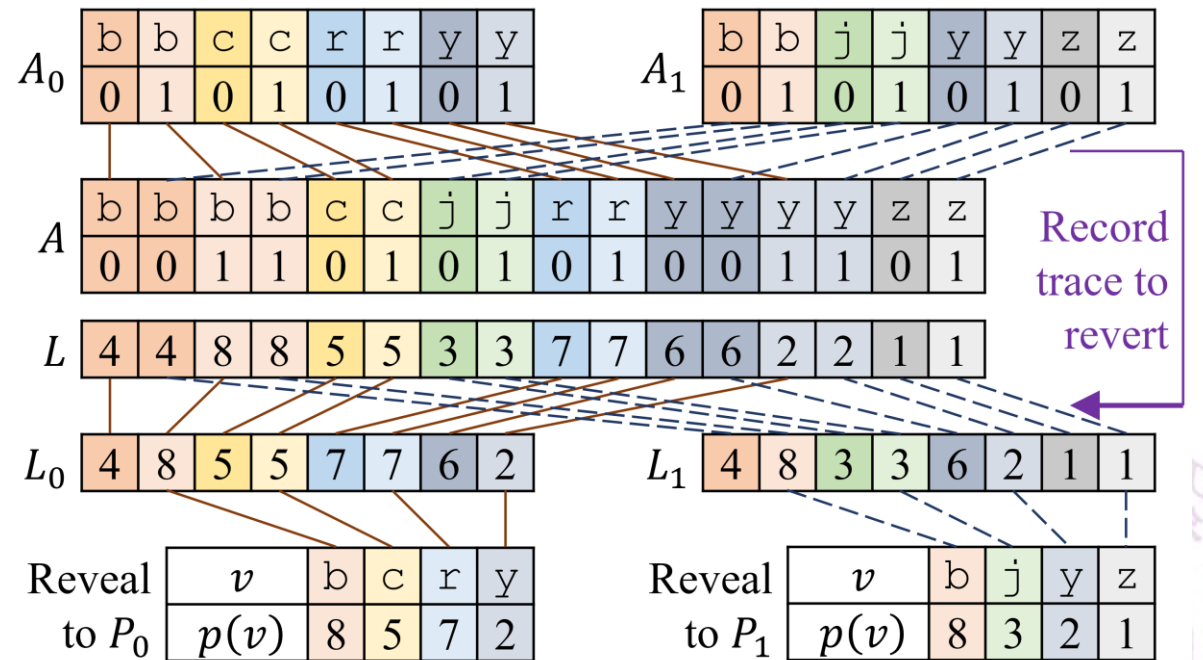 A₀ b b c c r r y y
0 1 0 1 0 1 0 1
A₁ b b j j y y z z
0 1 0 1 0 1 0 1
A b b b b c c j j r r y y y y z z
0 0 1 1 0 1 0 1 0 1 0 0 1 1 0 1
Record
trace to
revert
L 4 4 8 8 5 5 3 3 7 7 6 6 2 2 1 1
L₀ 4 8 5 5 7 7 6 2
L₁ 4 8 3 3 6 2 1 1
Reveal v b c r y
to P₀ p(v) 8 5 7 2
Reveal v b j y z
to P₁ p(v) 8 3 2 1